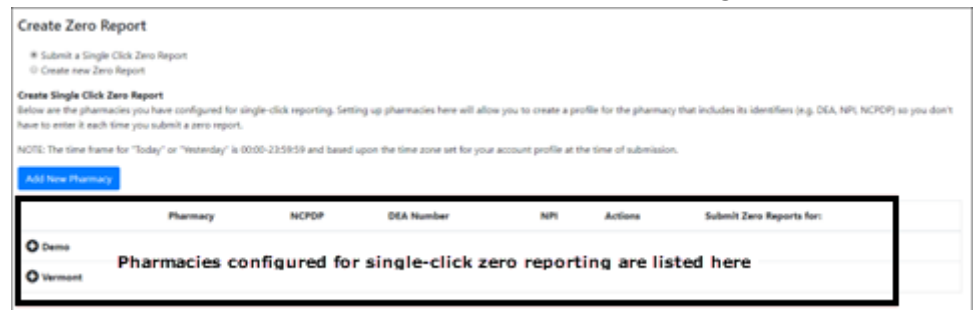 Create Zero Report
Submit a Single Click Zero Report
Create new Zero Report
Create Single Click Zero Report
Below are the pharmacies you have configured for single-click reporting. Setting up pharmacies here will allow you to create a profile for the pharmacy that includes its identifiers (e.g. DEA, NPI, NCPDP) so you don't
have to enter it each time you submit a zero report.
NOTE: The time frame for "Today" or "Yesterday" is 00:00-23:59:59 and based upon the time zone set for your account profile at the time of submission.
Add New Pharmacy
Pharmacy NCPDP DEA Number NPI Actions Submit Zero Reports for:
Demo
Pharmacies configured for single-click zero reporting are listed here
Vermont